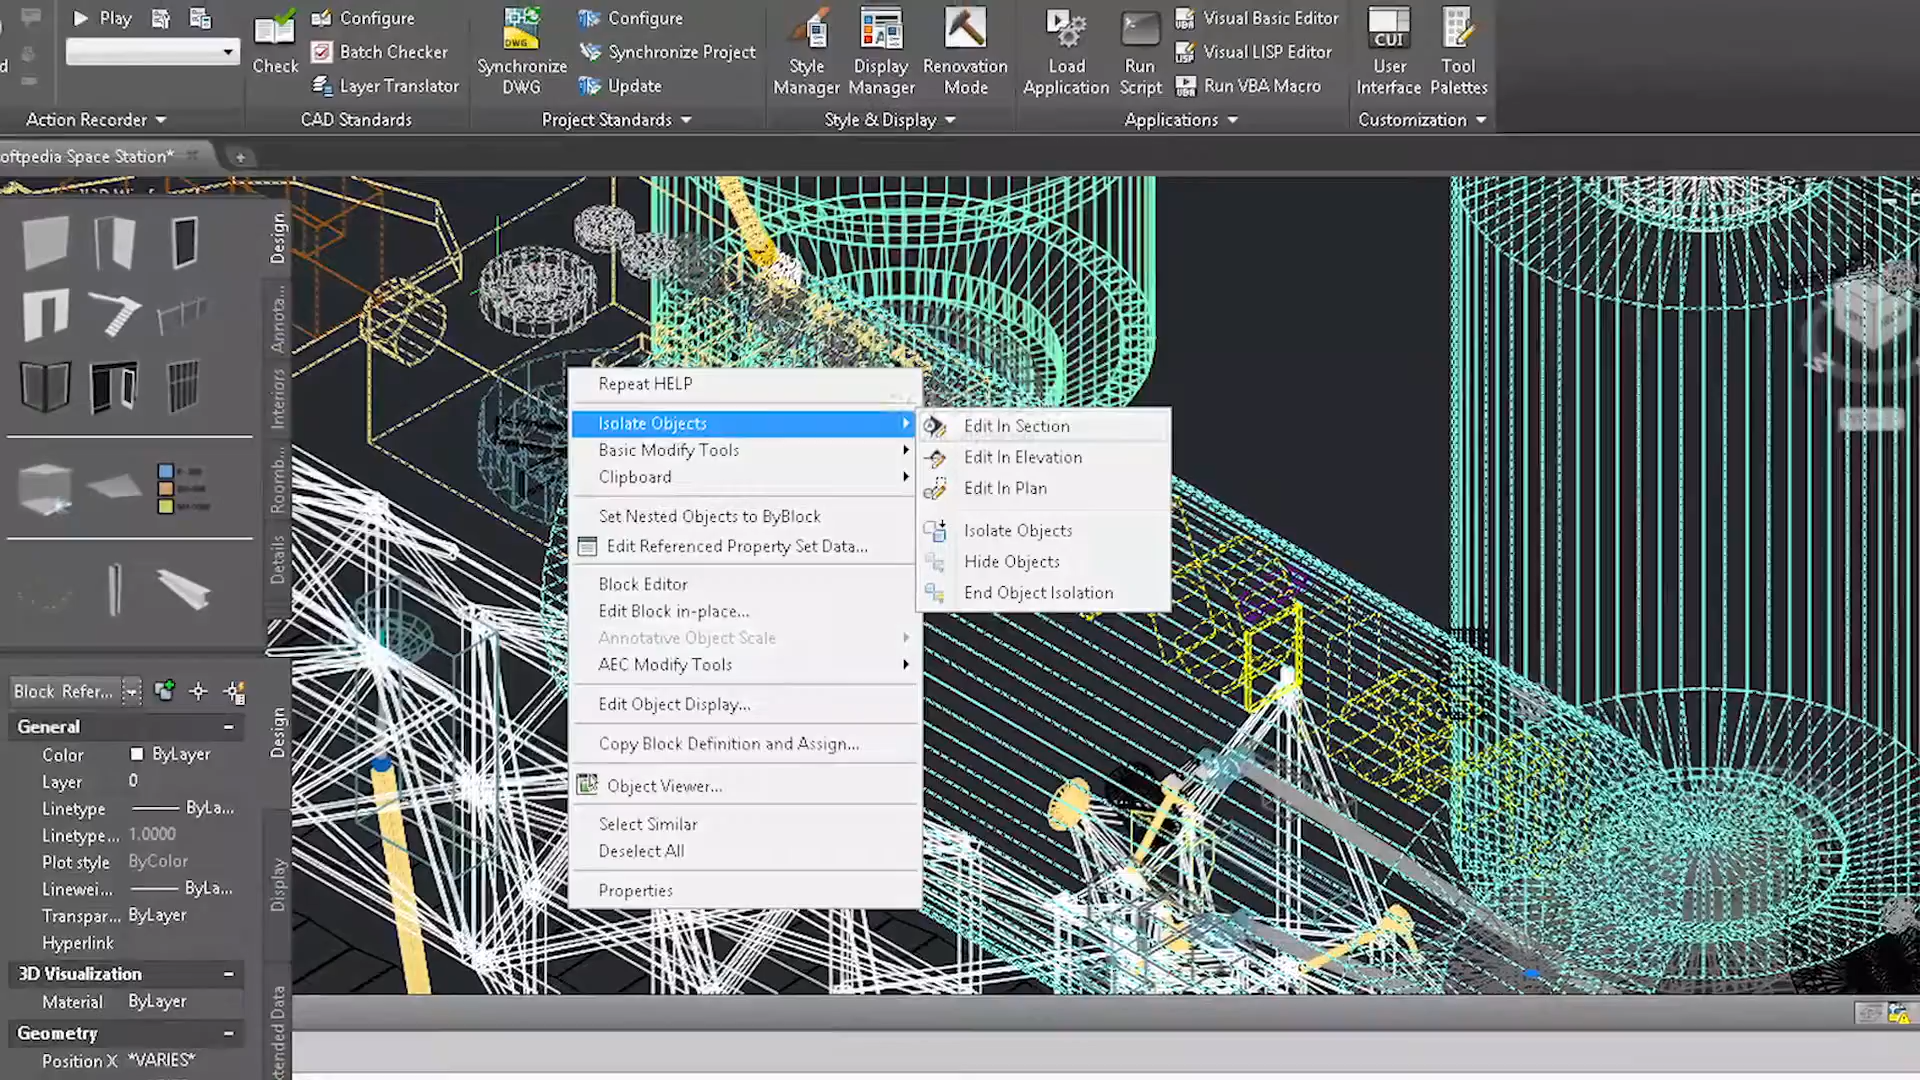 Play
Configure
Batch Checker
Layer Translator
Check
Synchronize
DWG
Configure
Synchronize Project
Update
Style
Manager
Display
Manager
Renovation
Mode
Load
Application
Run
Script
Visual Basic Editor
Visual LISP Editor
Run VBA Macro
CUI
User
Interface
Tool
Palettes
Action Recorder
CAD Standards
Project Standards
Style & Display
Applications
Customization
oftpedia Space Station*
Design
Annota...
Interiors
Roomb...
Details
Repeat HELP
Isolate Objects
Basic Modify Tools
Clipboard
Set Nested Objects to ByBlock
Edit Referenced Property Set Data...
Block Editor
Edit Block in-place...
Annotative Object Scale
AEC Modify Tools
Edit Object Display...
Copy Block Definition and Assign...
Object Viewer...
Select Similar
Deselect All
Properties
Edit In Section
Edit In Elevation
Edit In Plan
Isolate Objects
Hide Objects
End Object Isolation
Block Refer...
General
Color ByLayer
Layer 0
Linetype ByLa...
Linetype... 1.0000
Plot style ByColor
Linewei... ByLa...
Transpar... ByLayer
Hyperlink
3D Visualization
Material ByLayer
Geometry
Position X *VARIES*
Design
Display
xtended Data